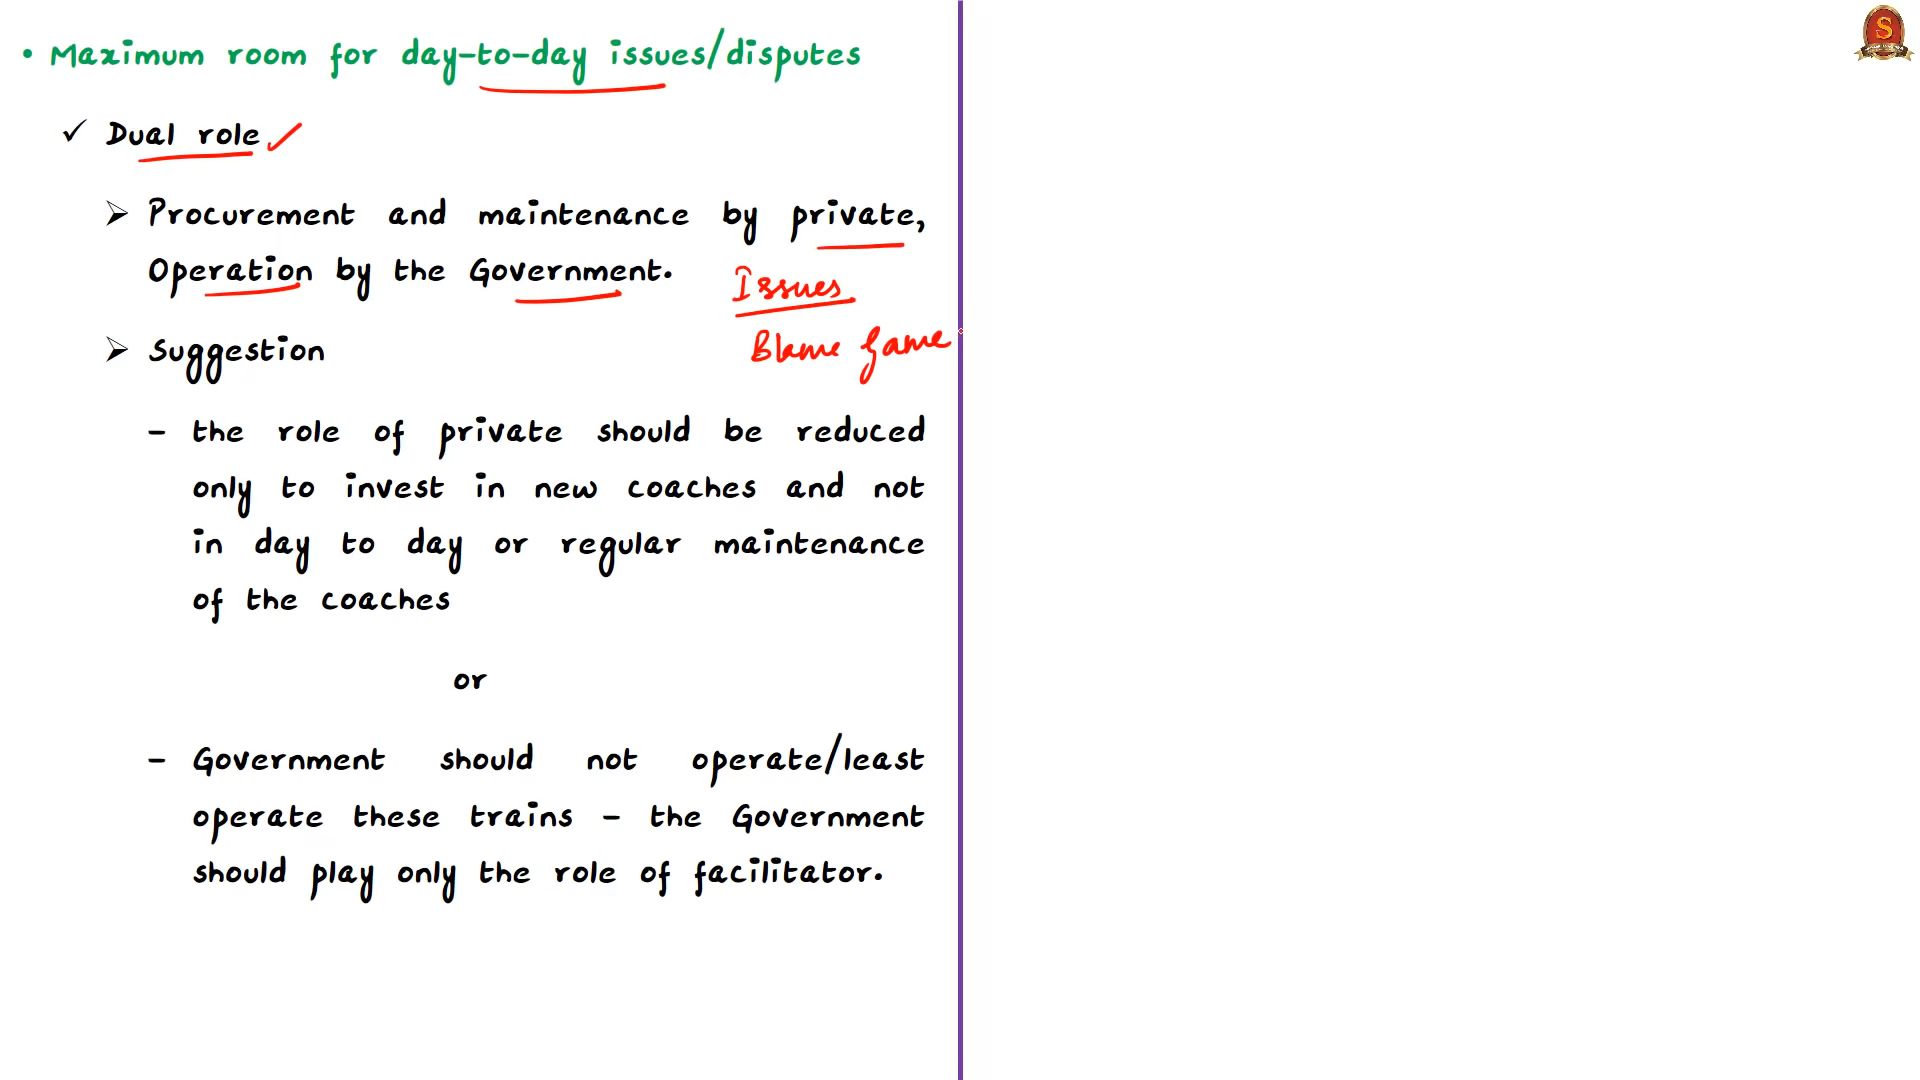 • Maximum room for day-to-day issues/disputes
✓ Dual role ✓
➢ Procurement and maintenance by private,
Operation by the Government.
Issues
Blame Game
➢ Suggestion
– the role of private should be reduced
only to invest in new coaches and not
in day to day or regular maintenance
of the coaches
or
– Government should not operate/least
operate these trains – the Government
should play only the role of facilitator.
S